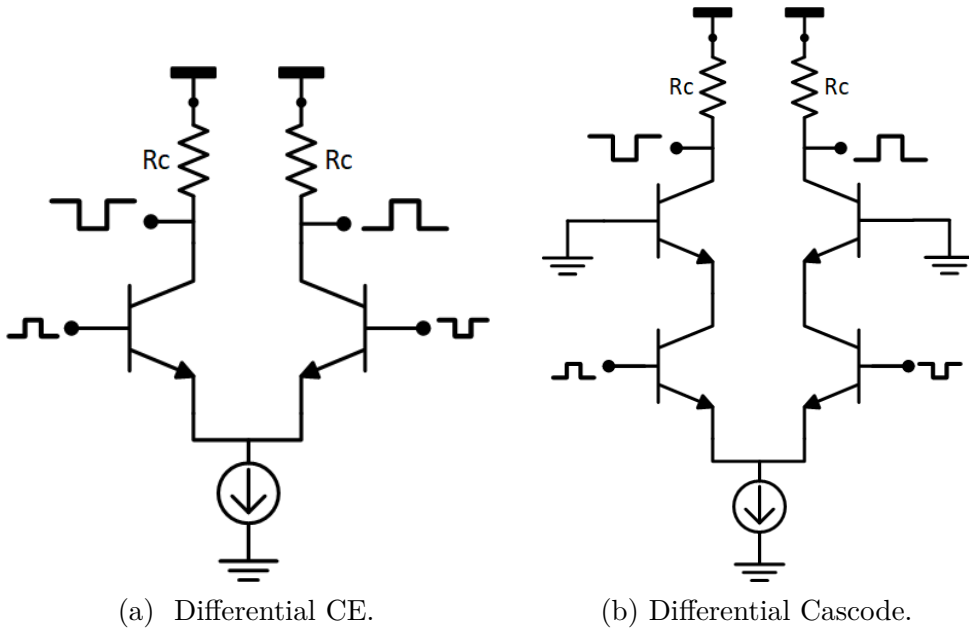 Rc
Rc
Rc
Rc
(a) Differential CE.
(b) Differential Cascode.